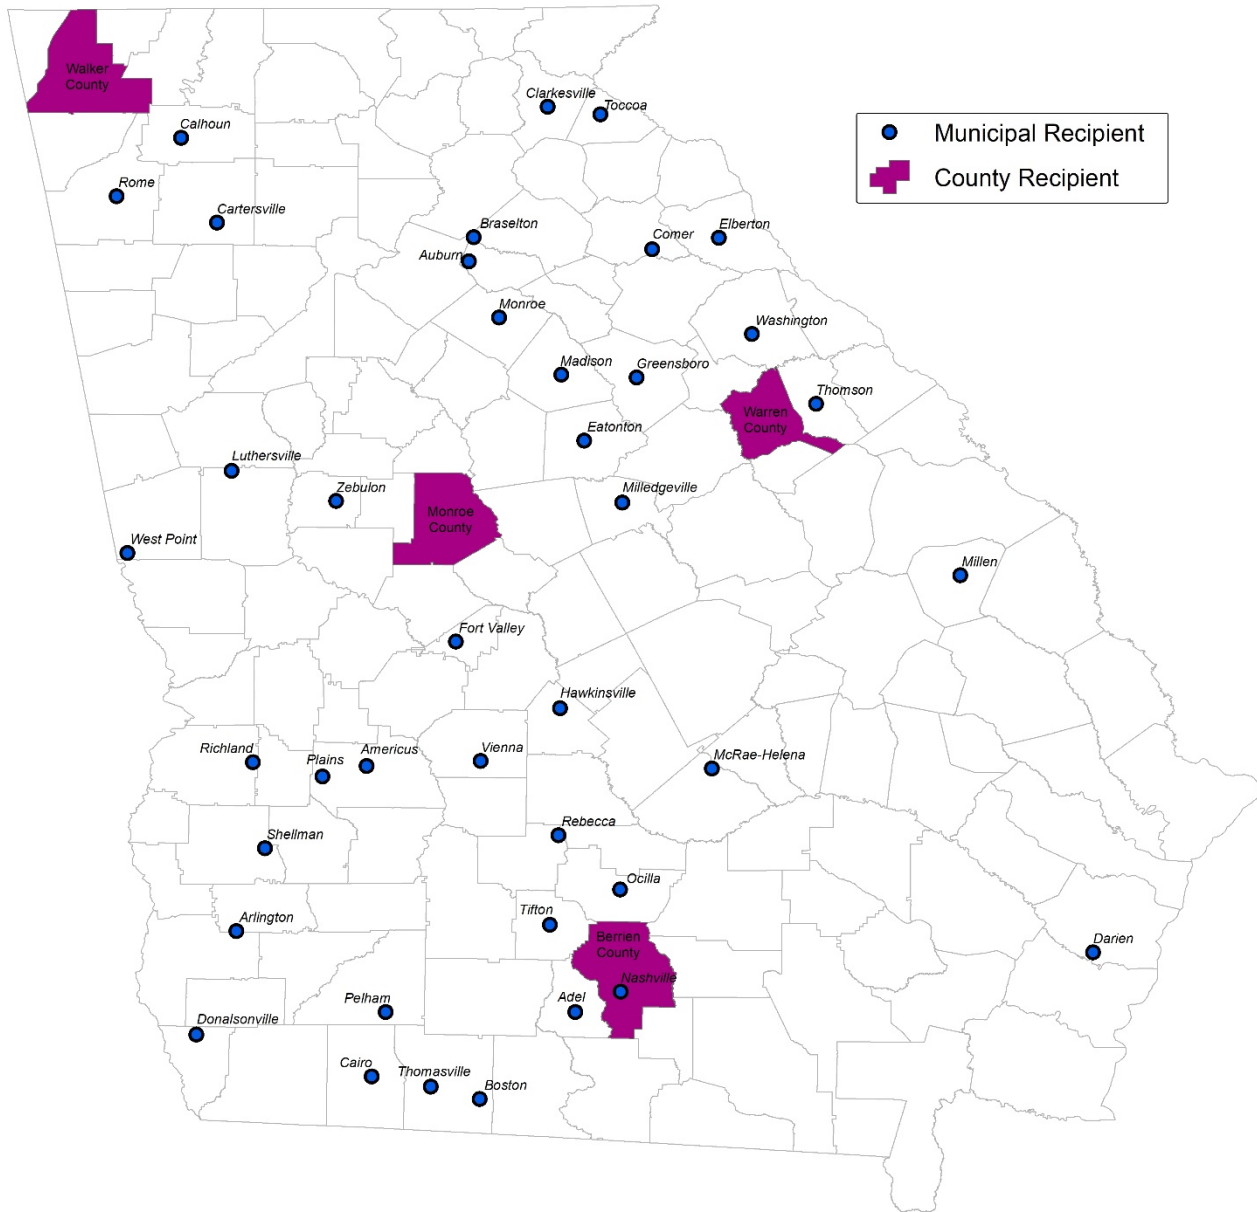 Walker
County
Clarkesville
Toccoa
Calhoun
Municipal Recipient
County Recipient
Rome
Cartersville
Braselton
Auburn
Comer
Elberton
Monroe
Washington
Madison
Greensboro
Thomson
Warren
County
Eatonton
Luthersville
Zebulon
Monroe
County
Milledgeville
West Point
Millen
Fort Valley
Hawkinsville
Richland
Plains
Americus
Vienna
McRae-Helena
Shellman
Rebecca
Ocilla
Arlington
Tifton
Berrien
County
Nashville
Darien
Pelham
Adel
Donalsonville
Cairo
Thomasville
Boston